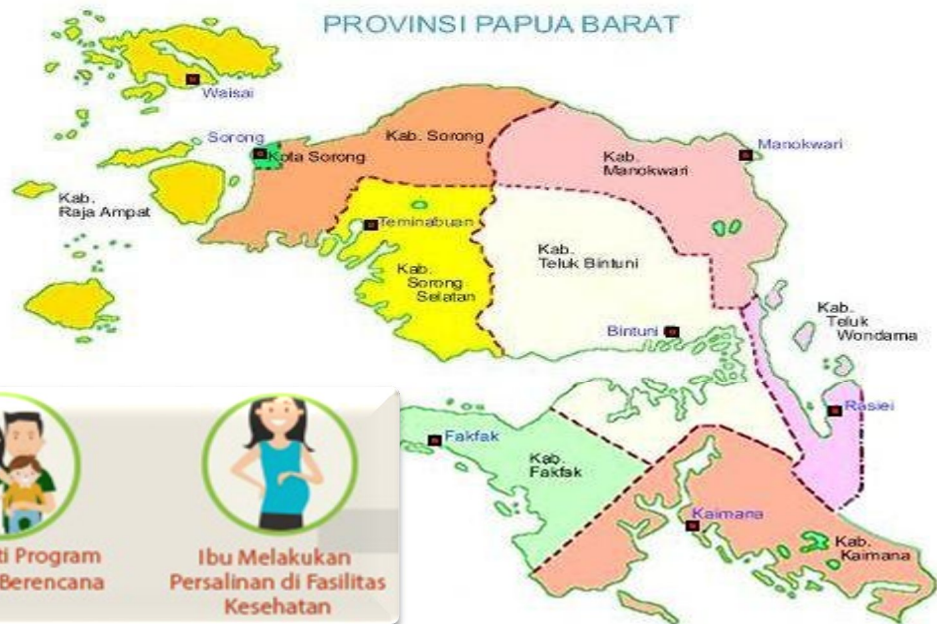 PROVINSI PAPUA BARAT
Waisai
Sorong
Kota Sorong
Kab. Sorong
Kab.
Manokwari
Manokwari
Kab.
Raja Ampat
Teminabuan
Kab.
Sorong
Selatan
Kab.
Teluk Bintuni
Bintuni
Kab.
Teluk
Wondama
Rasiei
Fakfak
Kab.
Fakfak
Kaimana
Kab.
Kaimana
ti Program
Berencana
Ibu Melakukan
Persalinan di Fasilitas
Kesehatan